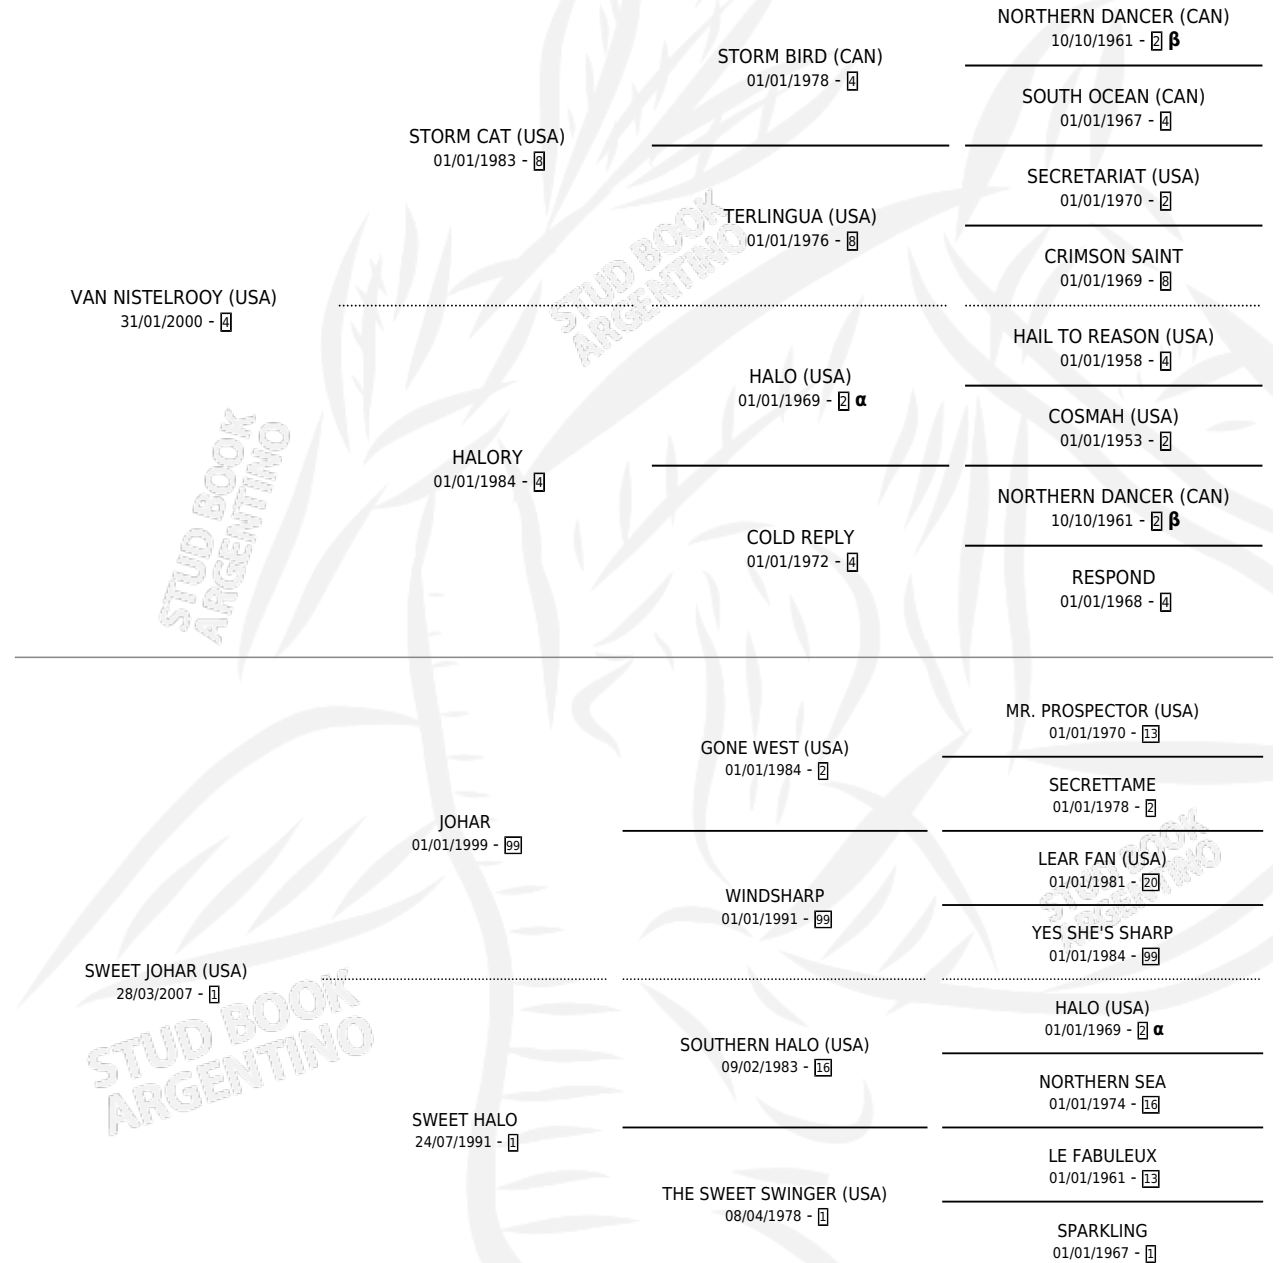 NORTHERN DANCER (CAN)
10/10/1961 - 2 β
STORM BIRD (CAN)
01/01/1978 - 4
SOUTH OCEAN (CAN)
01/01/1967 - 4
STORM CAT (USA)
01/01/1983 - 8
SECRETARIAT (USA)
01/01/1970 - 2
TERLINGUA (USA)
01/01/1976 - 8
CRIMSON SAINT
01/01/1969 - 8
VAN NISTELROOY (USA)
31/01/2000 - 4
HAIL TO REASON (USA)
01/01/1958 - 4
HALO (USA)
01/01/1969 - 2 α
COSMAH (USA)
01/01/1953 - 2
HALORY
01/01/1984 - 4
NORTHERN DANCER (CAN)
10/10/1961 - 2 β
COLD REPLY
01/01/1972 - 4
RESPOND
01/01/1968 - 4
MR. PROSPECTOR (USA)
01/01/1970 - 13
GONE WEST (USA)
01/01/1984 - 2
SECRETTAME
01/01/1978 - 2
JOHAR
01/01/1999 - 99
LEAR FAN (USA)
01/01/1981 - 20
WINDSHARP
01/01/1991 - 99
YES SHE'S SHARP
01/01/1984 - 99
SWEET JOHAR (USA)
28/03/2007 - 1
HALO (USA)
01/01/1969 - 2 α
SOUTHERN HALO (USA)
09/02/1983 - 16
NORTHERN SEA
01/01/1974 - 16
SWEET HALO
24/07/1991 - 1
LE FABULEUX
01/01/1961 - 13
THE SWEET SWINGER (USA)
08/04/1978 - 1
SPARKLING
01/01/1967 - 1
STUD BOOK
ARGENTINO
STUD BOOK
ARGENTINO
STUD BOOK
ARGENTINO
STUD BOOK
ARGENTINO